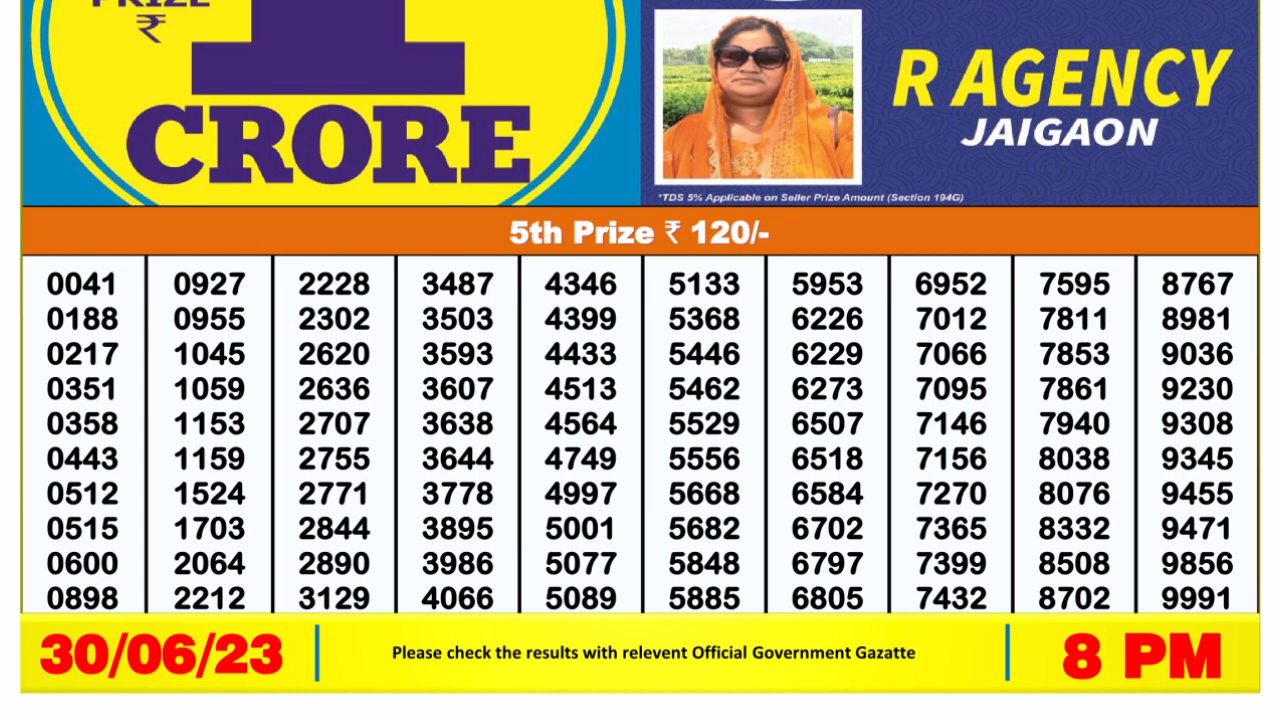 PRIZE
₹
1
CRORE
R AGENCY
JAIGAON
*TDS 5% Applicable on Seller Prize Amount (Section 194G)
5th Prize ₹ 120/-
0041 0927 2228 3487 4346 5133 5953 6952 7595 8767
0188 0955 2302 3503 4399 5368 6226 7012 7811 8981
0217 1045 2620 3593 4433 5446 6229 7066 7853 9036
0351 1059 2636 3607 4513 5462 6273 7095 7861 9230
0358 1153 2707 3638 4564 5529 6507 7146 7940 9308
0443 1159 2755 3644 4749 5556 6518 7156 8038 9345
0512 1524 2771 3778 4997 5668 6584 7270 8076 9455
0515 1703 2844 3895 5001 5682 6702 7365 8332 9471
0600 2064 2890 3986 5077 5848 6797 7399 8508 9856
0898 2212 3129 4066 5089 5885 6805 7432 8702 9991
30/06/23
Please check the results with relevent Official Government Gazatte
8 PM